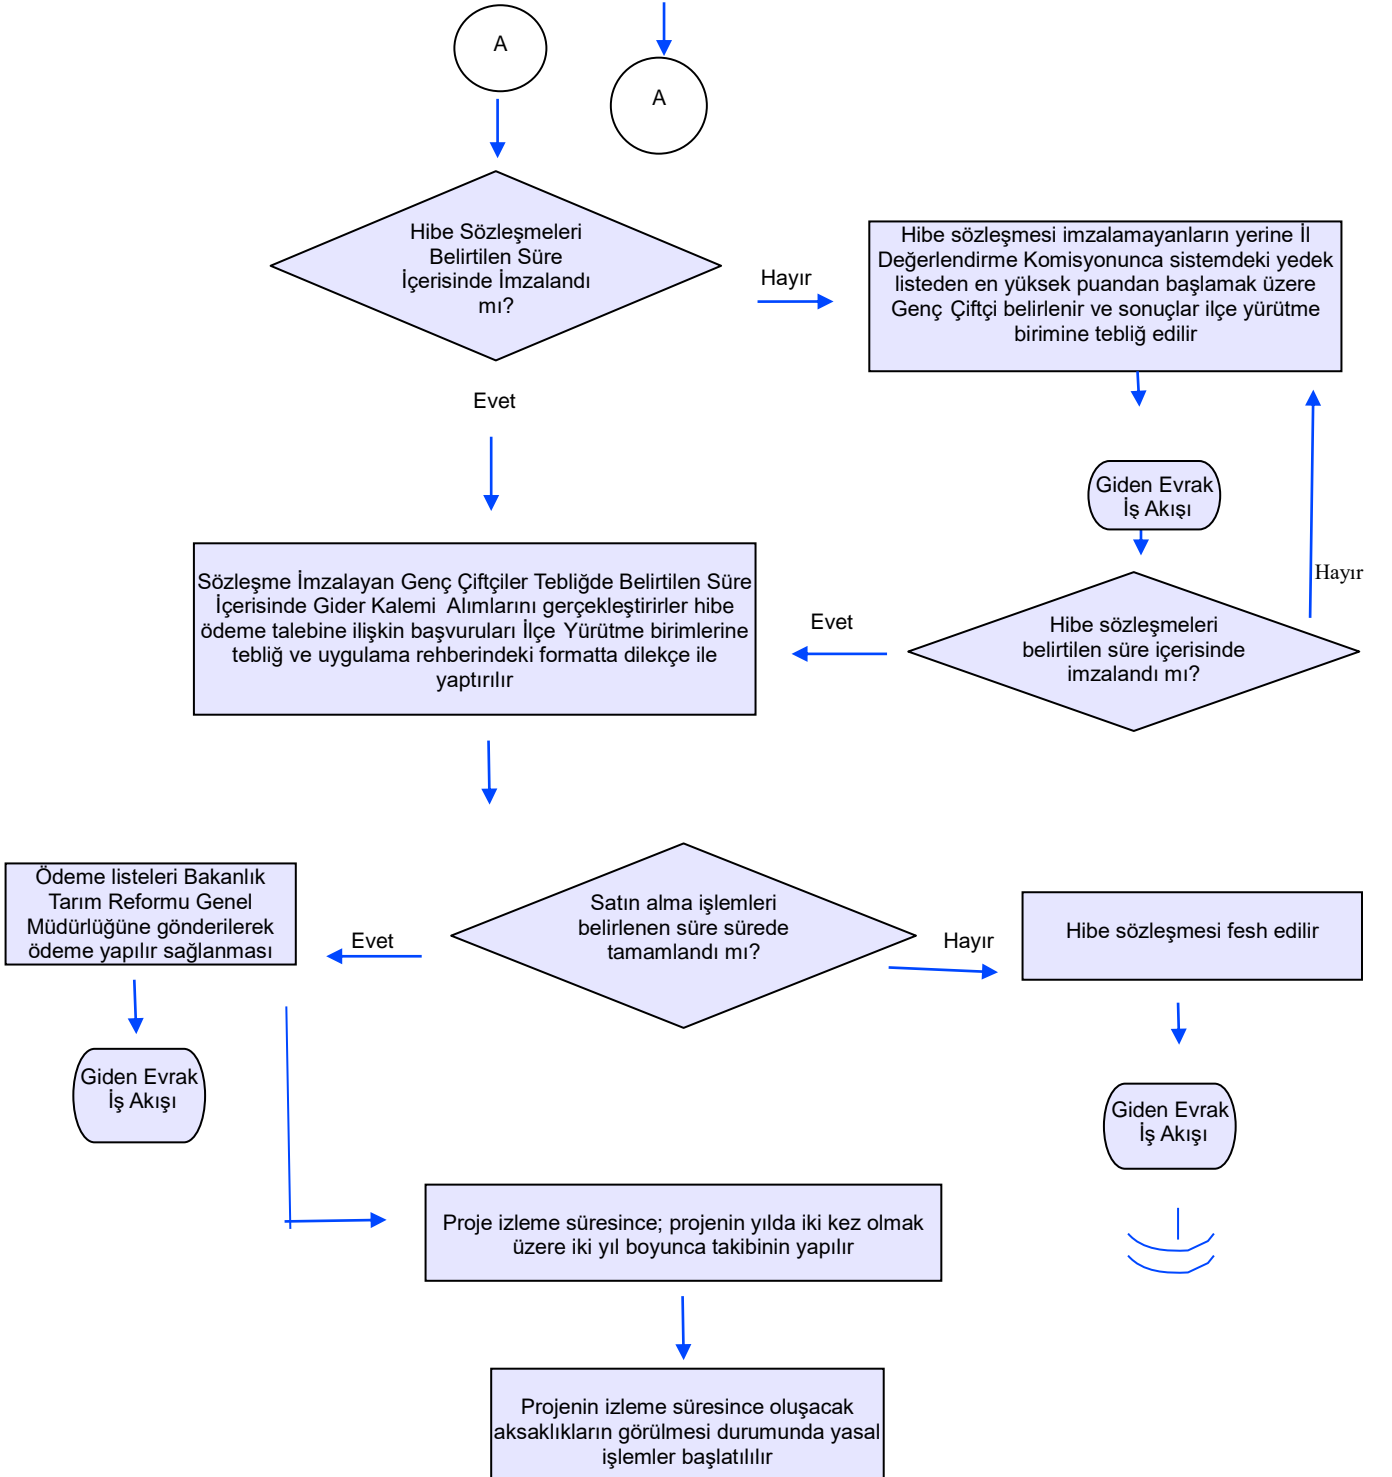 A
A
Hibe Sözleşmeleri
Belirtilen Süre
İçerisinde İmzalandı
mı?
Hayır
Hibe sözleşmesi imzalamayanların yerine İl
Değerlendirme Komisyonunca sistemdeki yedek
listeden en yüksek puandan başlamak üzere
Genç Çiftçi belirlenir ve sonuçlar ilçe yürütme
birimine tebliğ edilir
Evet
Giden Evrak
İş Akışı
Hayır
Sözleşme İmzalayan Genç Çiftçiler Tebliğde Belirtilen Süre
İçerisinde Gider Kalemi Alımlarını gerçekleştirirler hibe
ödeme talebine ilişkin başvuruları İlçe Yürütme birimlerine
tebliğ ve uygulama rehberindeki formatta dilekçe ile
yaptırılır
Evet
Hibe sözleşmeleri
belirtilen süre içerisinde
imzalandı mı?
Ödeme listeleri Bakanlık
Tarım Reformu Genel
Müdürlüğüne gönderilerek
ödeme yapılır sağlanması
Evet
Satın alma işlemleri
belirlenen süre sürede
tamamlandı mı?
Hayır
Hibe sözleşmesi fesh edilir
Giden Evrak
İş Akışı
Giden Evrak
İş Akışı
Proje izleme süresince; projenin yılda iki kez olmak
üzere iki yıl boyunca takibinin yapılır
Projenin izleme süresince oluşacak
aksaklıkların görülmesi durumunda yasal
işlemler başlatılılır